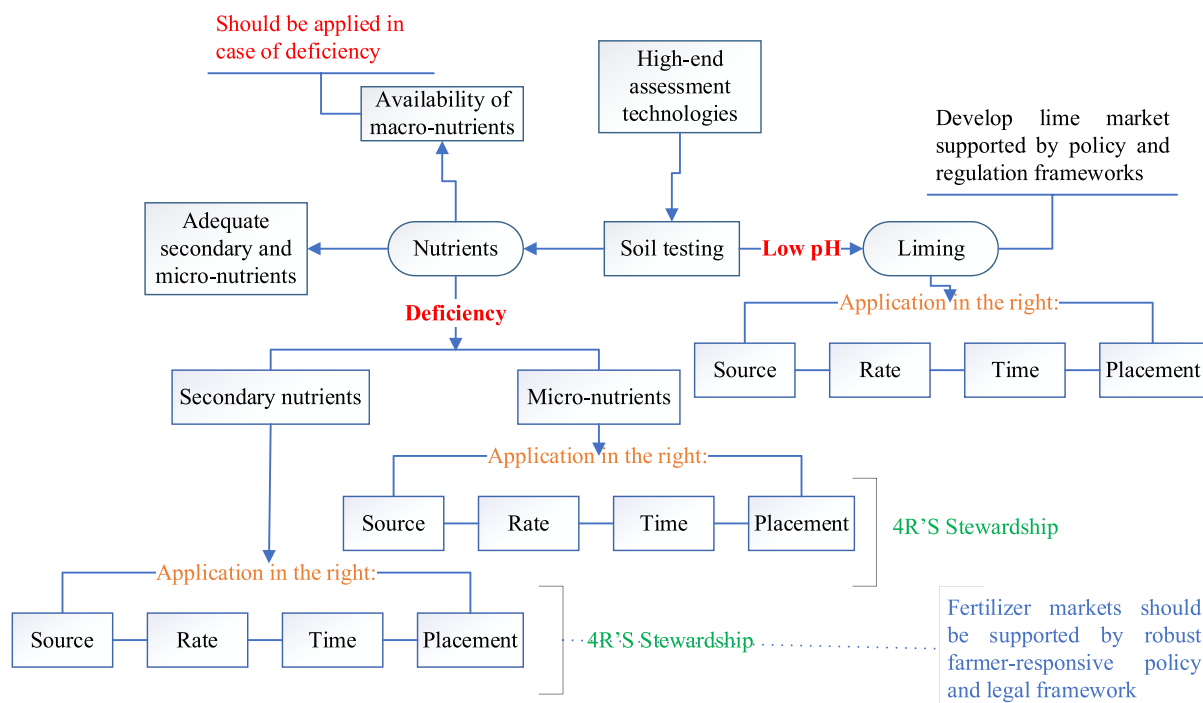 Should be applied in
case of deficiency
High-end
assessment
technologies
Availability of
macro-nutrients
Develop lime market
supported by policy and
regulation frameworks
Adequate
secondary and
micro-nutrients
Nutrients
Soil testing
Low pH
Liming
Deficiency
Application in the right:
Source
Rate
Time
Placement
Secondary nutrients
Micro-nutrients
Application in the right:
Source
Rate
Time
Placement
4R’S Stewardship
Application in the right:
Source
Rate
Time
Placement
4R’S Stewardship
Fertilizer markets should
be supported by robust
farmer-responsive policy
and legal framework